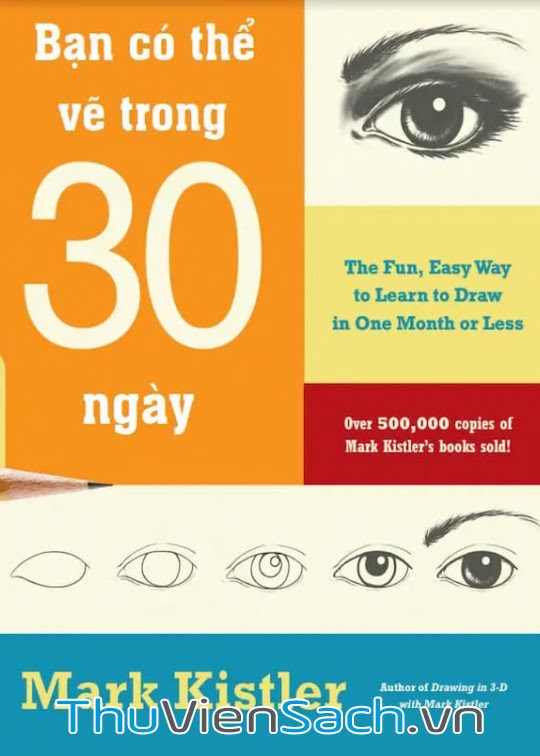 Bạn có thể
vẽ trong
30
ngày
The Fun, Easy Way
to Learn to Draw
in One Month or Less
Over 500,000 copies of
Mark Kistler's books sold!
Mark Kistler
Author of Drawing in 3-D
with Mark Kistler
ThuVienSach.vn